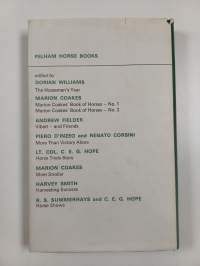 PELHAM HORSE BOOKS
edited by
DORIAN WILLIAMS
The Horseman's Year
MARION COAKES
Marion Coakes' Book of Horses — No. 1
Marion Coakes' Book of Horses — No. 2
ANDREW FIELDER
Vibart — and Friends
PIERO D'INZEO and RENATO CORSINI
More Than Victory Alone
LT. COL. C. E. G. HOPE
Horse Trials Story
MARION COAKES
Meet Stroller
HARVEY SMITH
Harvesting Success
R. S. SUMMERHAYS and C. E. G. HOPE
Horse Shows